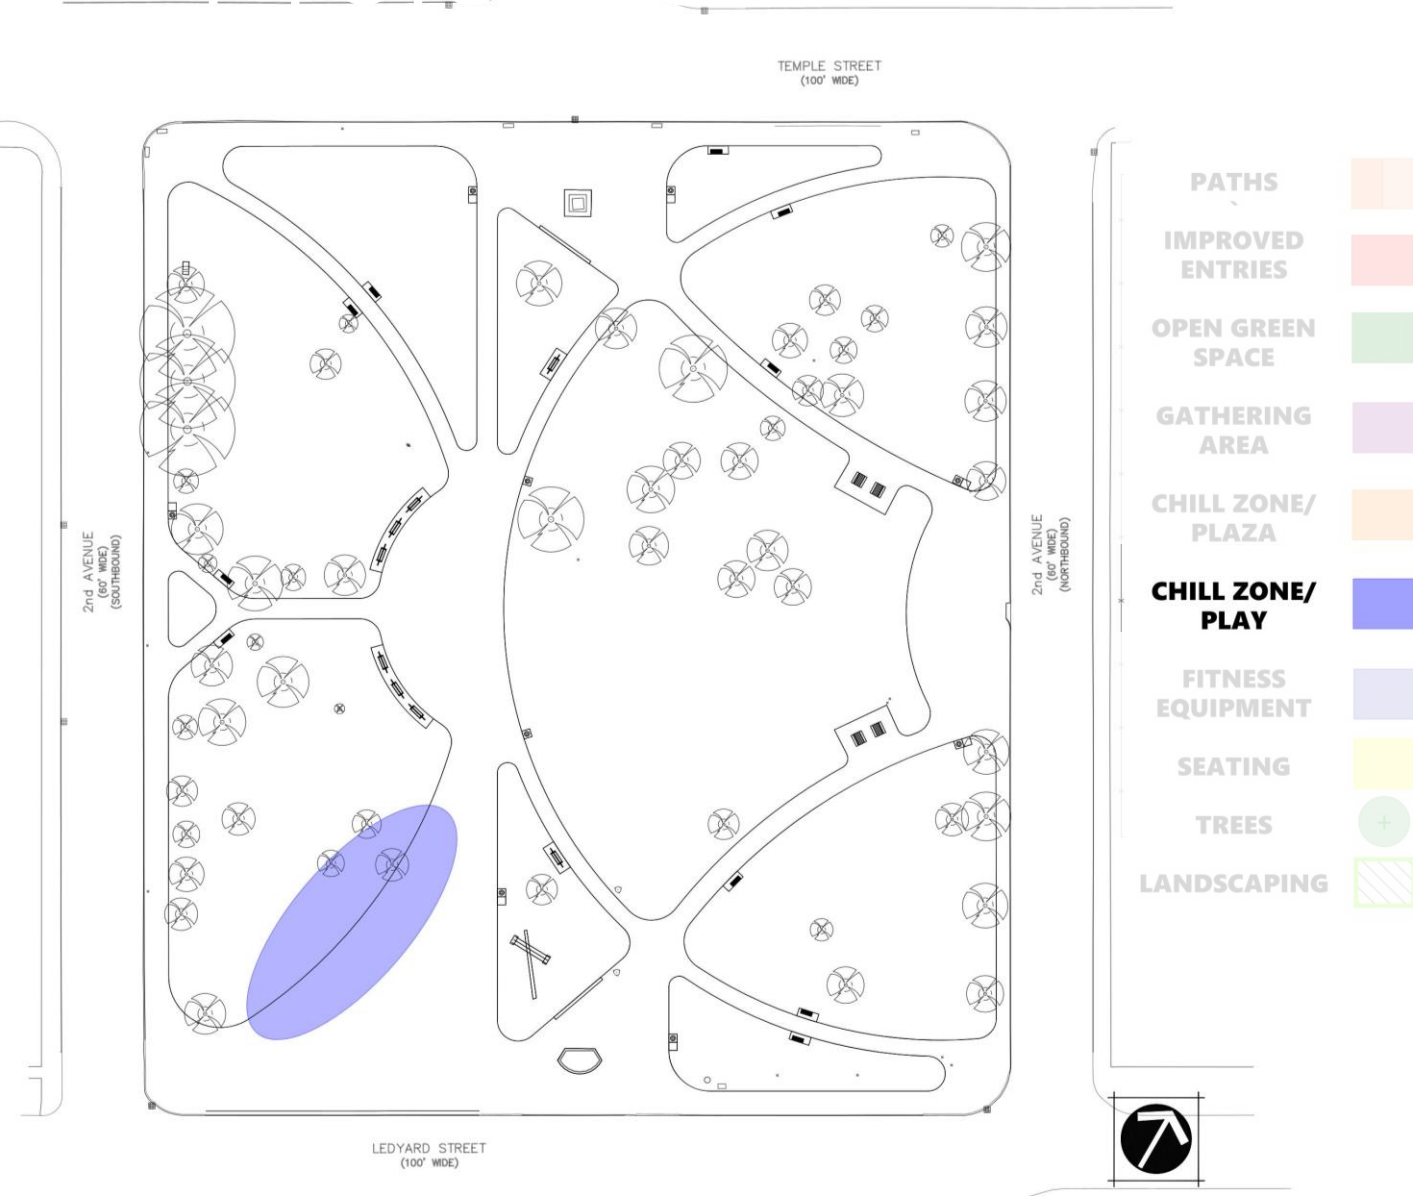 TEMPLE STREET
(100' WIDE)
PATHS
IMPROVED
ENTRIES
OPEN GREEN
SPACE
GATHERING
AREA
CHILL ZONE/
PLAZA
2nd AVENUE
(60' WIDE)
(SOUTHBOUND)
2nd AVENUE
(60' WIDE)
(NORTHBOUND)
CHILL ZONE/
PLAY
FITNESS
EQUIPMENT
SEATING
TREES
LANDSCAPING
LEDYARD STREET
(100' WIDE)